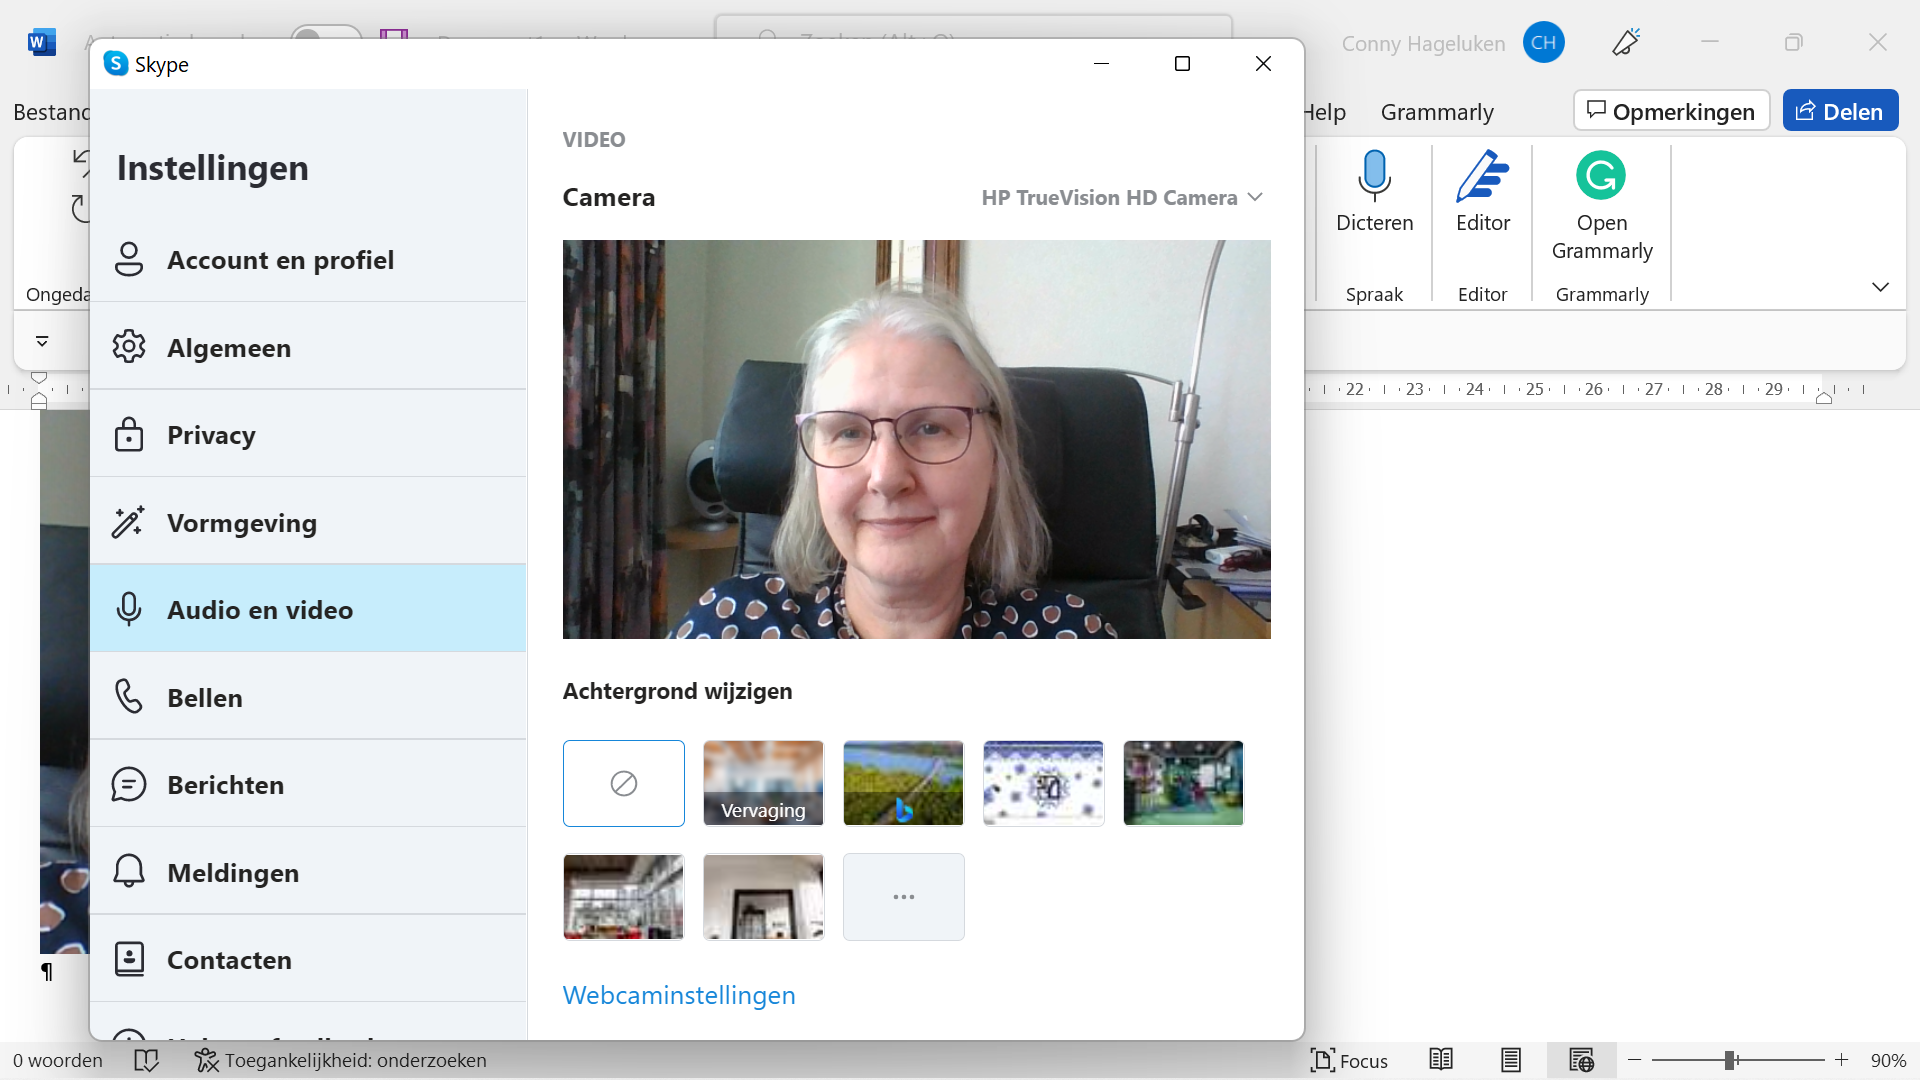 Conny Hageluken
CH
Skype
Bestand
Help
Grammarly
Opmerkingen
Delen
Instellingen
Account en profiel
Algemeen
Privacy
Vormgeving
Audio en video
Bellen
Berichten
Meldingen
Contacten
VIDEO
Camera
HP TrueVision HD Camera
Achtergrond wijzigen
Vervaging
Webcaminstellingen
Dicteren
Editor
Open
Grammarly
Spraak
Editor
Grammarly
22 23 24 25 26 27 28 29
¶
0 woorden
Toegankelijkheid: onderzoeken
Focus
90%